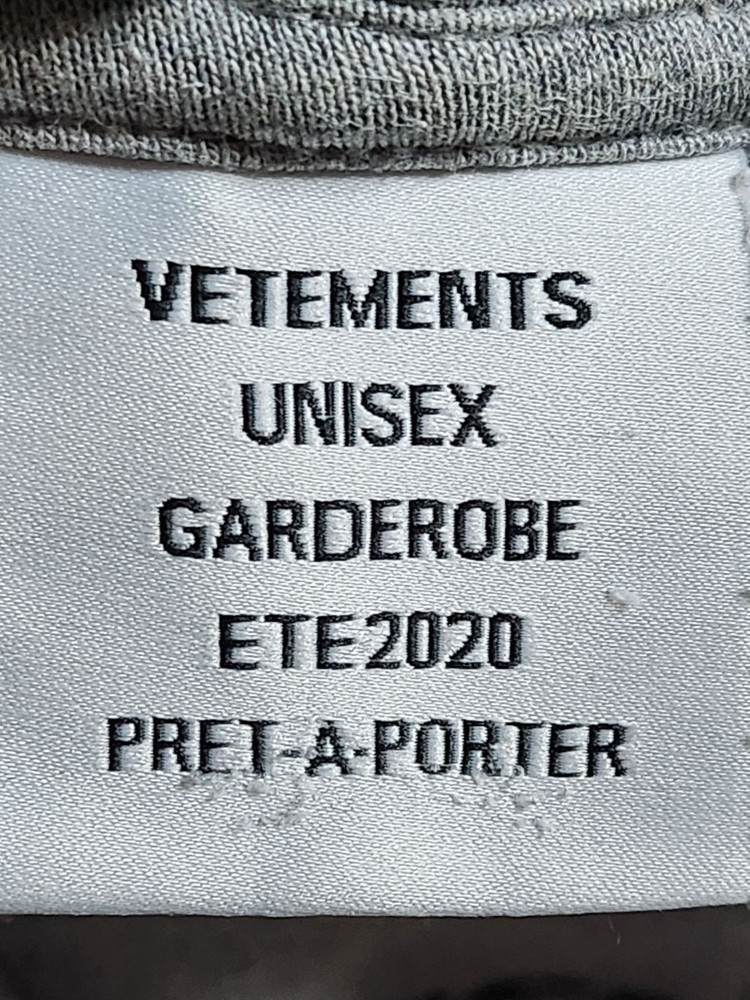 VETEMENTS
UNISEX
GARDEROBE
ETE2020
PRET-A-PORTER